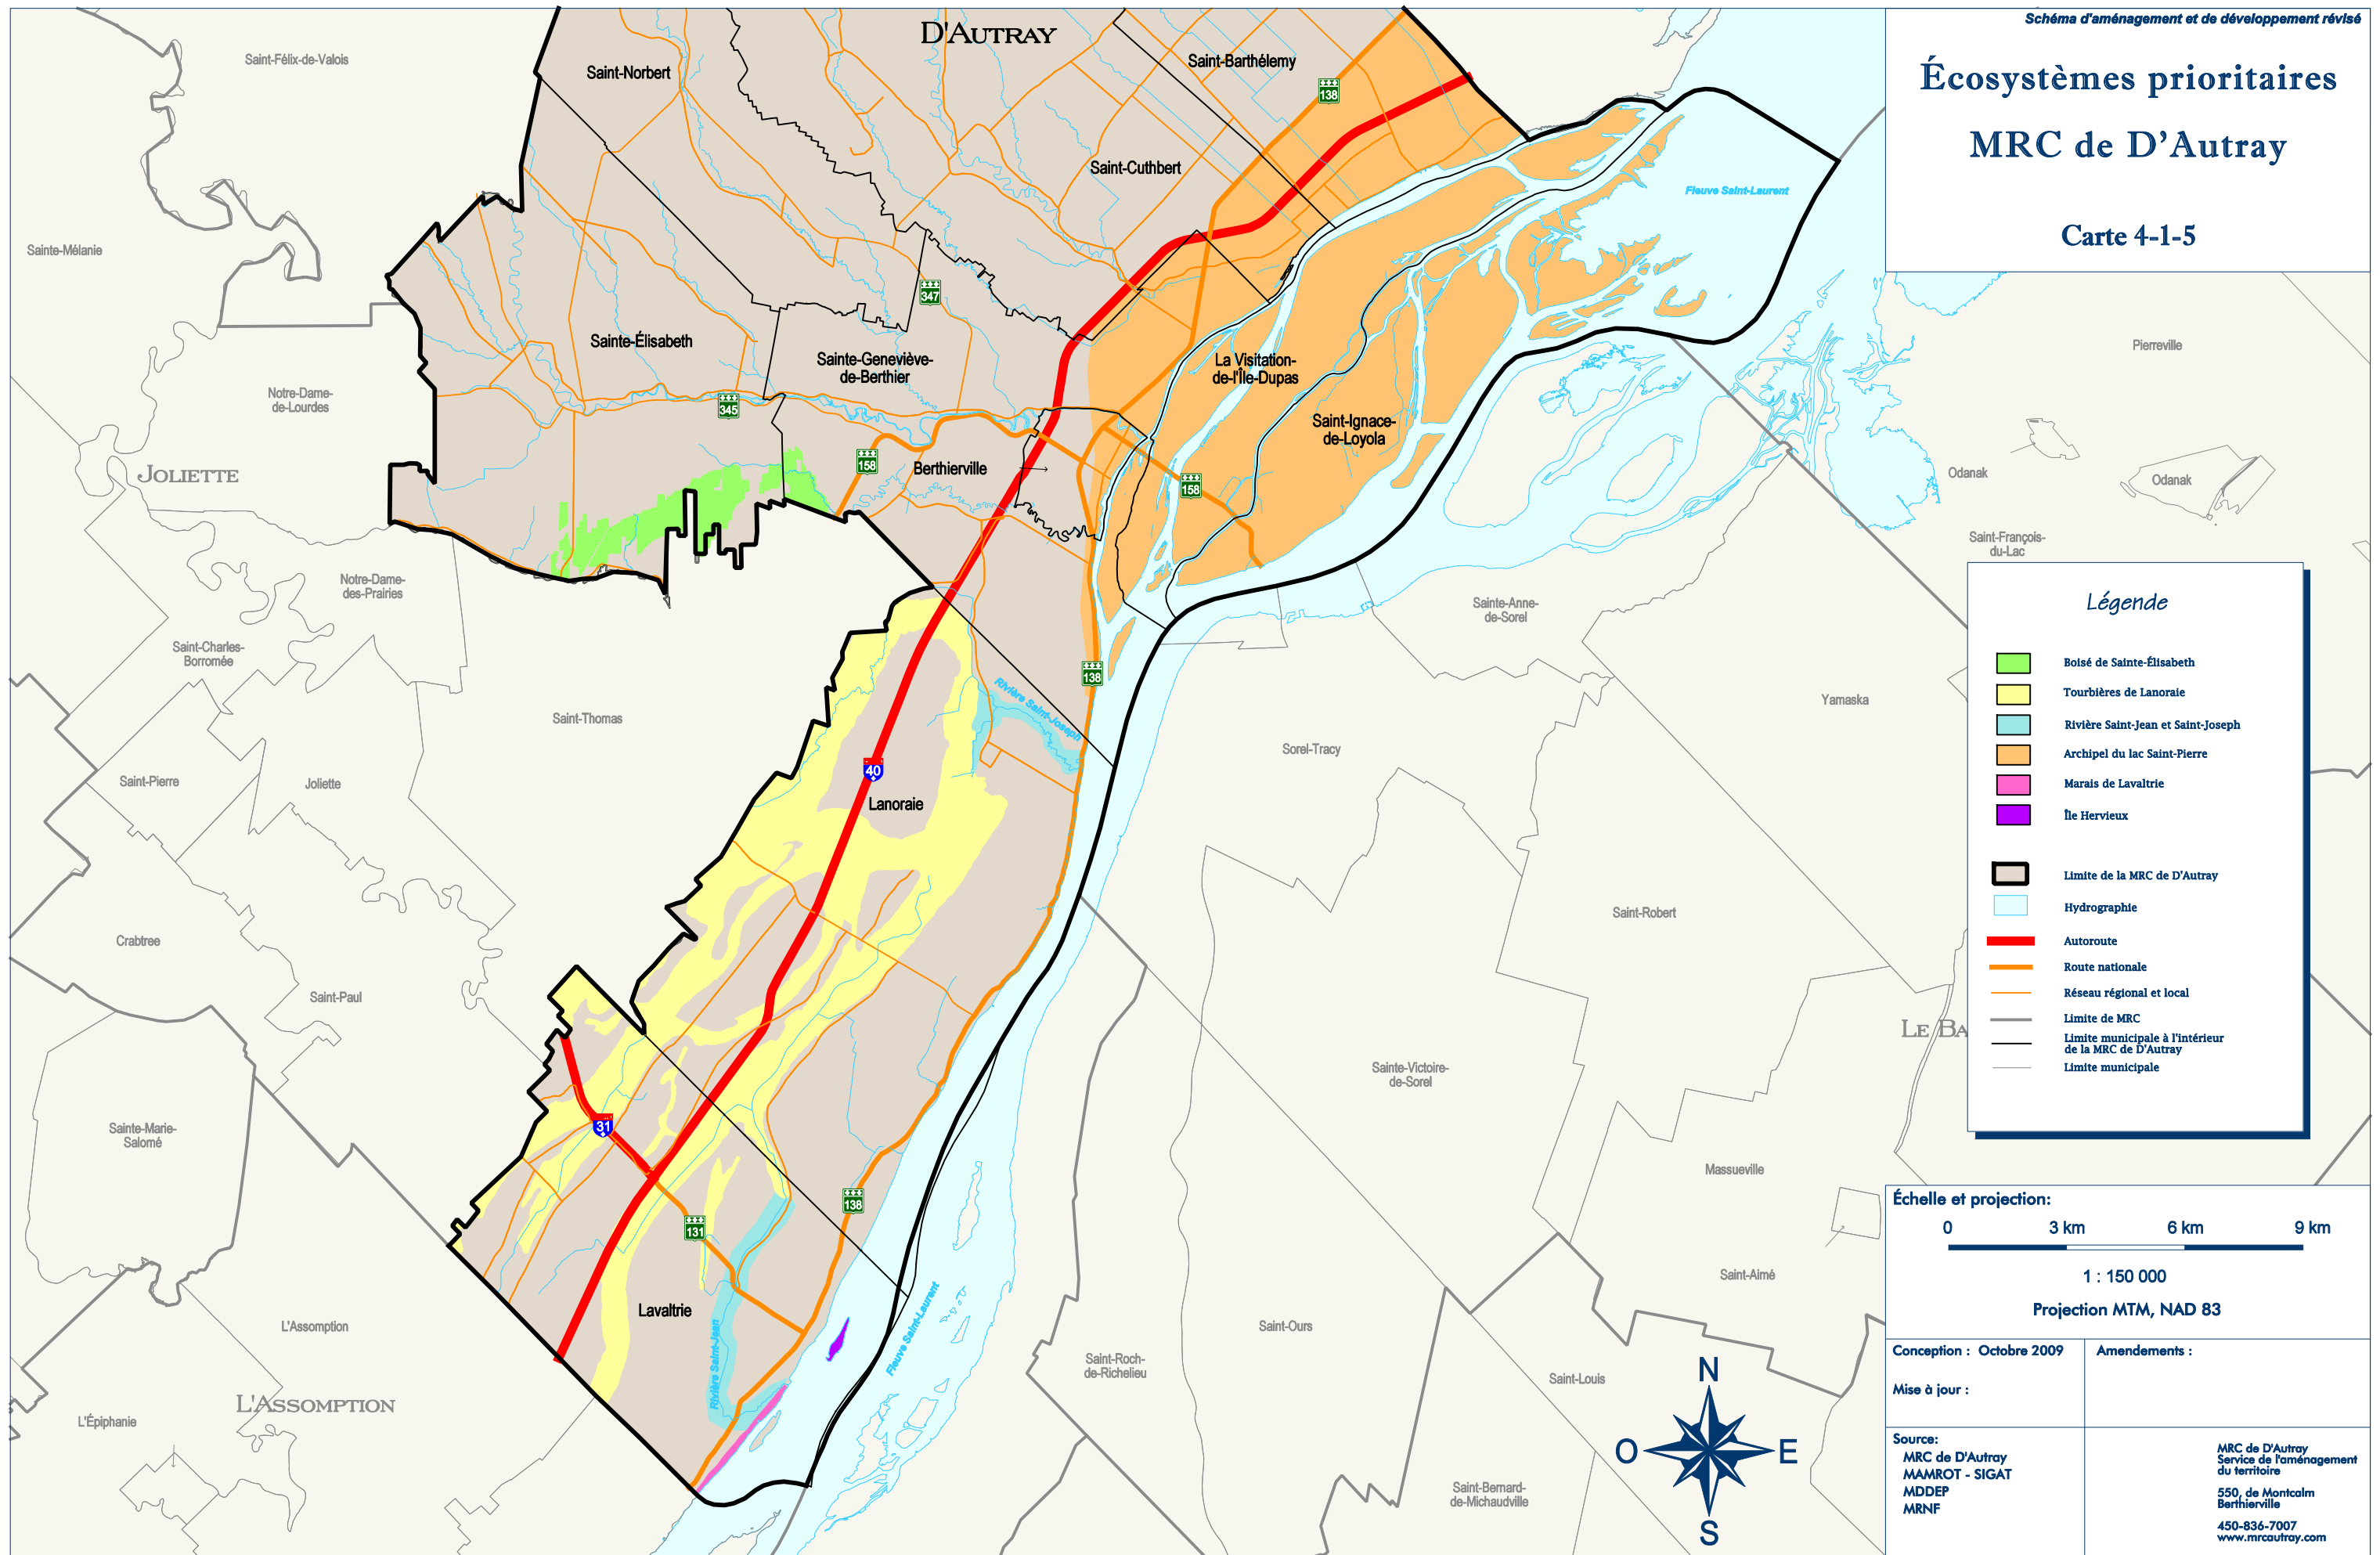 Schéma d'aménagement et de développement révisé
Écosystèmes prioritaires
MRC de D'Autray
Carte 4-1-5
D'AUTRAY
Saint-Félix-de-Valois
Saint-Norbert
Saint-Barthélemy
138
Saint-Cuthbert
Fleuve Saint-Laurent
Sainte-Mélanie
347
Sainte-Élisabeth
Sainte-Geneviève-
de-Berthier
La Visitation-
de-l'Île-Dupas
Pierreville
Notre-Dame-
de-Lourdes
345
Saint-Ignace-
de-Loyola
JOLIETTE
158
Berthierville
158
Odanak
Odanak
Saint-François-
du-Lac
Notre-Dame-
des-Prairies
Sainte-Anne-
de-Sorel
Saint-Charles-
Borromée
138
Rivière Saint-Joseph
Saint-Thomas
Yamaska
Sorel-Tracy
Saint-Pierre
Joliette
40
Lanoraie
Saint-Robert
Crabtree
Saint-Paul
LE BA
Sainte-Victoire-
de-Sorel
Sainte-Marie-
Salomé
31
Massueville
138
131
Saint-Aimé
Lavaltrie
L'Assomption
Saint-Ours
Fleuve Saint-Laurent
Rivière Saint-Jean
Saint-Roch-
de-Richelieu
Saint-Louis
L'ASSOMPTION
L'Épiphanie
Saint-Bernard-
de-Michaudville
N
O
E
S
Légende
Boisé de Sainte-Élisabeth
Tourbières de Lanoraie
Rivière Saint-Jean et Saint-Joseph
Archipel du lac Saint-Pierre
Marais de Lavaltrie
Île Hervieux
Limite de la MRC de D'Autray
Hydrographie
Autoroute
Route nationale
Réseau régional et local
Limite de MRC
Limite municipale à l'intérieur
de la MRC de D'Autray
Limite municipale
Échelle et projection:
0 3 km 6 km 9 km
1 : 150 000
Projection MTM, NAD 83
Conception : Octobre 2009
Mise à jour :
Amendements :
Source:
MRC de D'Autray
MAMROT - SIGAT
MDDEP
MRNF
MRC de D'Autray
Service de l'aménagement
du territoire
550, de Montcalm
Berthierville
450-836-7007
www.mrcautray.com